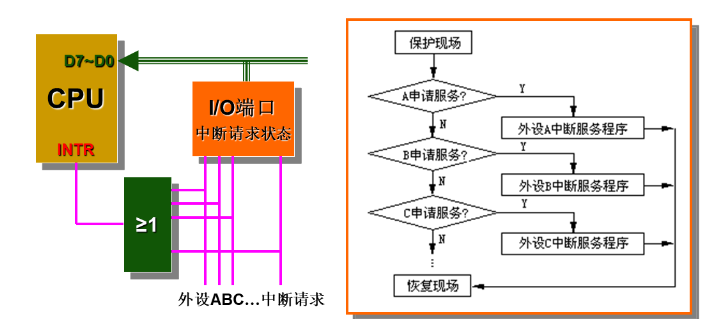 D7~D0
CPU
INTR
I/O端口
中断请求状态
≥1
外设ABC…中断请求
保护现场
A申请服务?
Y
N
外设A中断服务程序
B申请服务?
Y
N
外设B中断服务程序
C申请服务?
Y
N
外设C中断服务程序
⋮
恢复现场